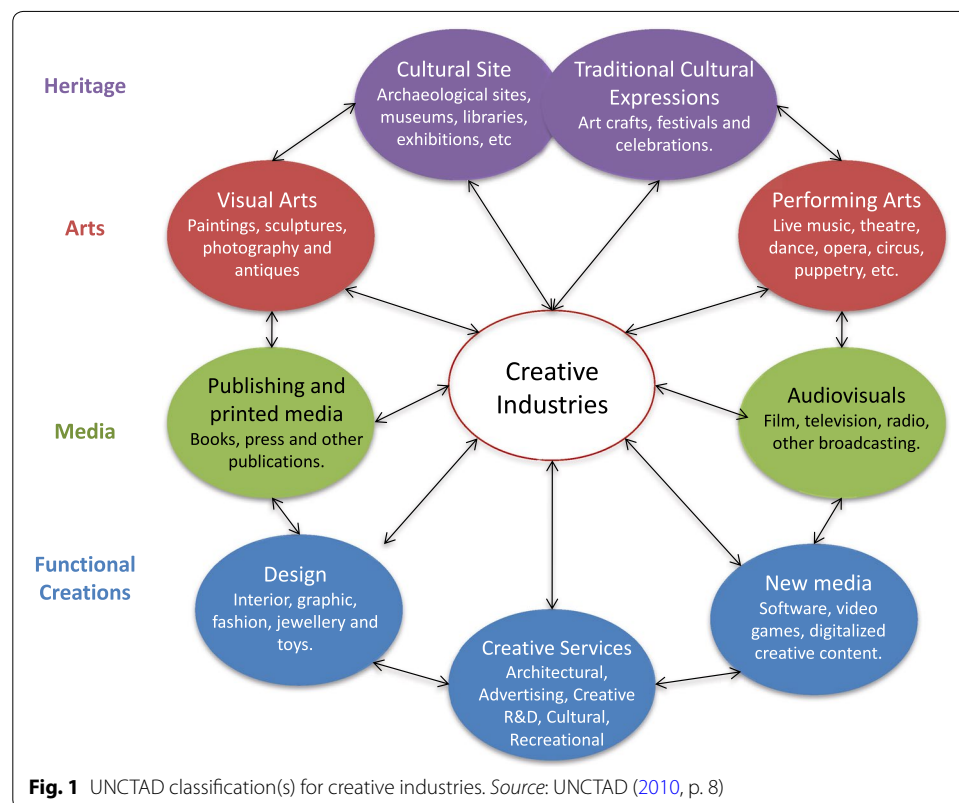 Heritage
Cultural Site
Archaeological sites,
museums, libraries,
exhibitions, etc
Traditional Cultural
Expressions
Art crafts, festivals and
celebrations.
Arts
Visual Arts
Paintings, sculptures,
photography and
antiques
Performing Arts
Live music, theatre,
dance, opera, circus,
puppetry, etc.
Creative
Industries
Media
Publishing and
printed media
Books, press and other
publications.
Audiovisuals
Film, television, radio,
other broadcasting.
Functional
Creations
Design
Interior, graphic,
fashion, jewellery and
toys.
Creative Services
Architectural,
Advertising, Creative
R&D, Cultural,
Recreational
New media
Software, video
games, digitalized
creative content.
Fig. 1 UNCTAD classification(s) for creative industries. Source: UNCTAD (2010, p. 8)